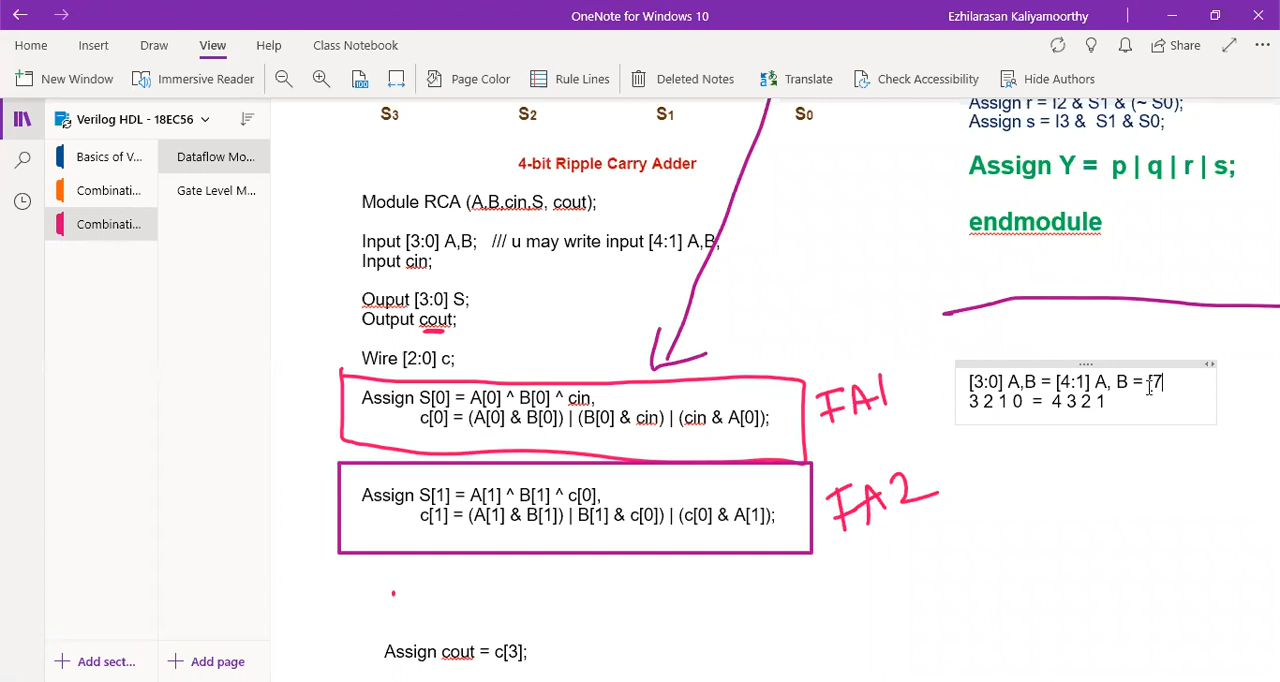 OneNote for Windows 10
Ezhilarasan Kaliyamoorthy
Home Insert Draw View Help Class Notebook
Share
New Window Immersive Reader Page Color Rule Lines Deleted Notes Translate Check Accessibility Hide Authors
Verilog HDL - 18EC56
Basics of V...
Combinati...
Combinati...
Dataflow Mo...
Gate Level M...
Add sect...
Add page
S3 S2 S1 S0
4-bit Ripple Carry Adder
Module RCA (A,B,cin,S, cout);
Input [3:0] A,B; /// u may write input [4:1] A,B,
Input cin;
Ouput [3:0] S;
Output cout;
Wire [2:0] c;
Assign S[0] = A[0] ^ B[0] ^ cin,
c[0] = (A[0] & B[0]) | (B[0] & cin) | (cin & A[0]);
FA1
Assign S[1] = A[1] ^ B[1] ^ c[0],
c[1] = (A[1] & B[1]) | B[1] & c[0]) | (c[0] & A[1]);
FA2
Assign cout = c[3];
Assign r = I2 & S1 & (~ S0);
Assign s = I3 & S1 & S0;
Assign Y = p | q | r | s;
endmodule
[3:0] A,B = [4:1] A, B = [7
3 2 1 0 = 4 3 2 1